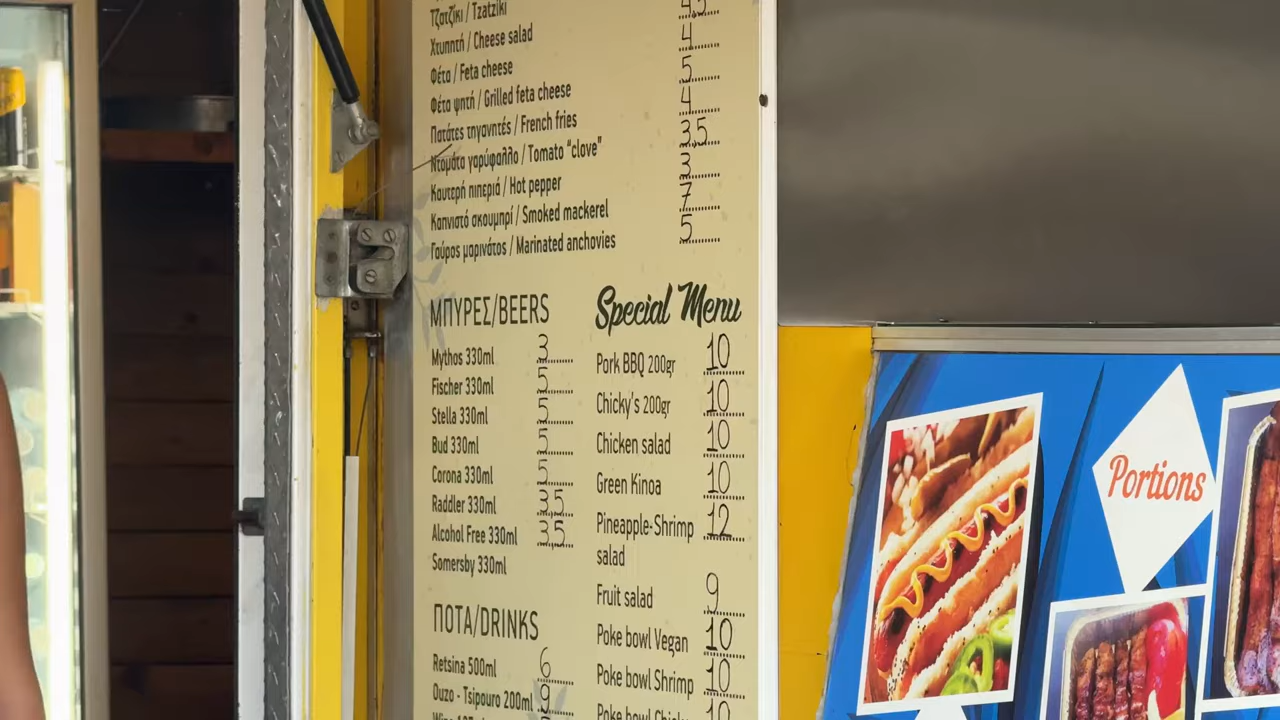 Τζατζίκι / Tzatziki 4,5
Χτυπητή / Cheese salad 4
Φέτα / Feta cheese 5
Φέτα ψητή / Grilled feta cheese 4
Πατάτες τηγανητές / French fries 3,5
Ντομάτα γαρύφαλλο / Tomato "clove" 3
Καυτερή πιπεριά / Hot pepper 7
Καπνιστό σκουμπρί / Smoked mackerel 5
Γαύρος μαρινάτος / Marinated anchovies
ΜΠΥΡΕΣ/BEERS
Mythos 330ml 3
Fischer 330ml 5
Stella 330ml 5
Bud 330ml 5
Corona 330ml 5
Raddler 330ml 3,5
Alcohol Free 330ml 3,5
Somersby 330ml
ΠΟΤΑ/DRINKS
Retsina 500ml 6
Ouzo - Tsipouro 200ml 9
Special Menu
Pork BBQ 200gr 10
Chicky's 200gr 10
Chicken salad 10
Green Kinoa 10
Pineapple-Shrimp 12
salad
Fruit salad 9
Poke bowl Vegan 10
Poke bowl Shrimp 10
Poke bowl
Portions